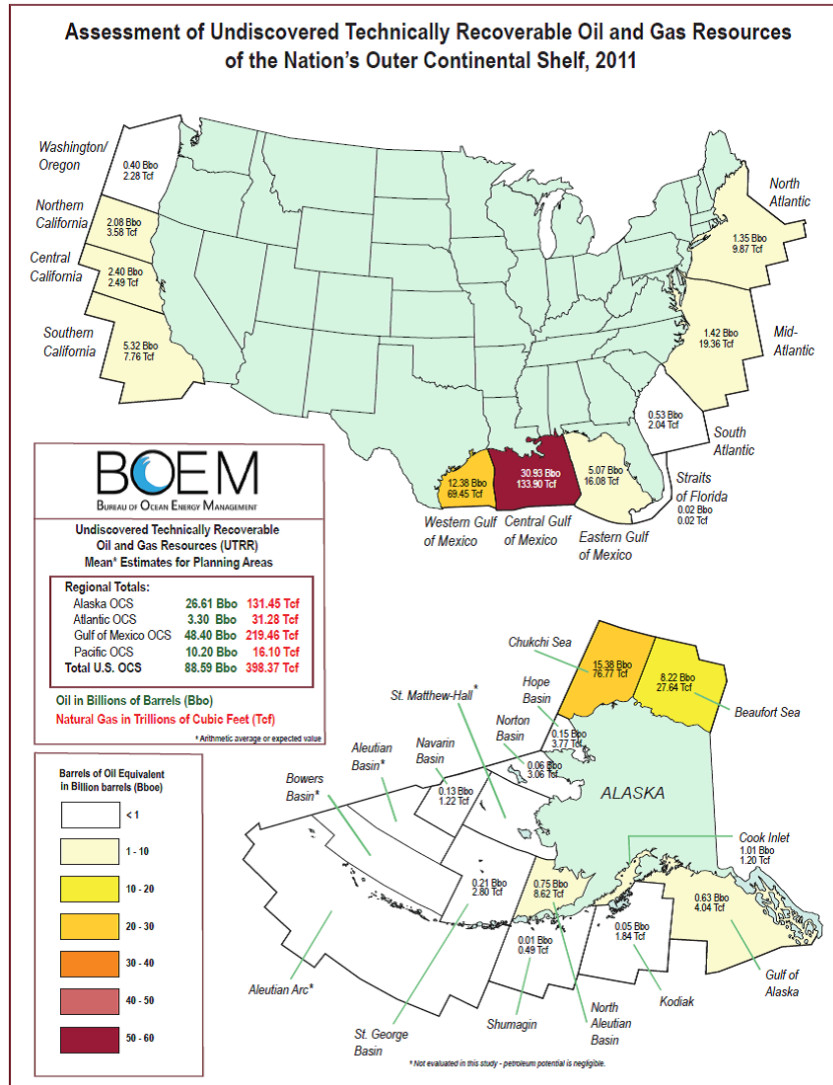 Assessment of Undiscovered Technically Recoverable Oil and Gas Resources
of the Nation's Outer Continental Shelf, 2011
Washington/
Oregon
0.40 Bbo
2.28 Tcf
Northern
California
2.08 Bbo
3.58 Tcf
Central
California
2.40 Bbo
2.49 Tcf
Southern
California
5.32 Bbo
7.76 Tcf
North
Atlantic
1.35 Bbo
9.87 Tcf
Mid-
Atlantic
1.42 Bbo
19.36 Tcf
0.53 Bbo
2.04 Tcf
South
Atlantic
Straits
of Florida
0.02 Bbo
0.02 Tcf
12.38 Bbo
69.45 Tcf
Western Gulf
of Mexico
30.93 Bbo
133.90 Tcf
Central Gulf
of Mexico
5.07 Bbo
16.08 Tcf
Eastern Gulf
of Mexico
BOEM
BUREAU OF OCEAN ENERGY MANAGEMENT
Undiscovered Technically Recoverable
Oil and Gas Resources (UTRR)
Mean* Estimates for Planning Areas
Regional Totals:
Alaska OCS 26.61 Bbo 131.45 Tcf
Atlantic OCS 3.30 Bbo 31.28 Tcf
Gulf of Mexico OCS 48.40 Bbo 219.46 Tcf
Pacific OCS 10.20 Bbo 16.10 Tcf
Total U.S. OCS 88.59 Bbo 398.37 Tcf
Oil in Billions of Barrels (Bbo)
Natural Gas in Trillions of Cubic Feet (Tcf)
* Arithmetic average or expected value
Barrels of Oil Equivalent
in Billion barrels (Bboe)
< 1
1 - 10
10 - 20
20 - 30
30 - 40
40 - 50
50 - 60
Chukchi Sea
15.38 Bbo
76.77 Tcf
8.22 Bbo
27.64 Tcf
Beaufort Sea
Hope
Basin
0.15 Bbo
3.77 Tcf
St. Matthew-Hall*
Norton
Basin
0.06 Bbo
3.06 Tcf
Navarin
Basin
0.13 Bbo
1.22 Tcf
Aleutian
Basin*
Bowers
Basin*
ALASKA
Cook Inlet
1.01 Bbo
1.20 Tcf
0.21 Bbo
2.80 Tcf
0.75 Bbo
8.62 Tcf
0.63 Bbo
4.04 Tcf
0.01 Bbo
0.49 Tcf
0.05 Bbo
1.84 Tcf
Aleutian Arc*
St. George
Basin
Shumagin
North
Aleutian
Basin
Kodiak
Gulf of
Alaska
* Not evaluated in this study - petroleum potential is negligible.